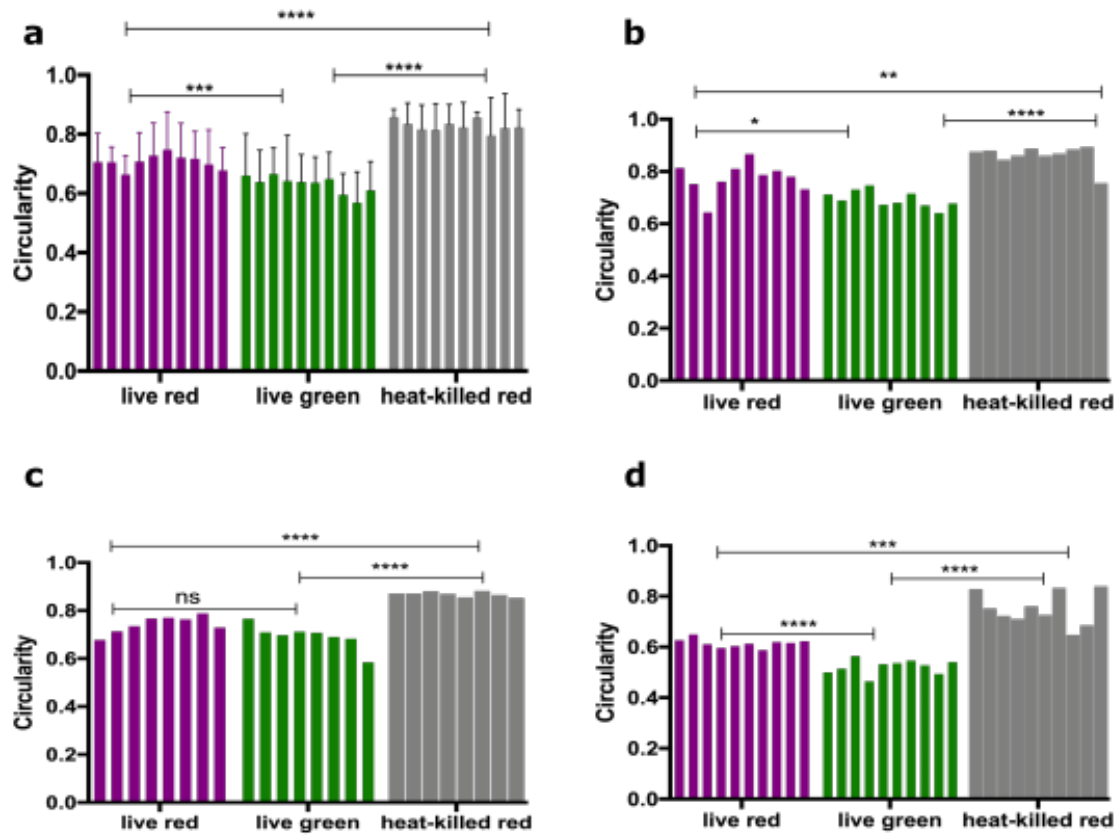 a
****
***
****
Circularity
1.0
0.8
0.6
0.4
0.2
0.0
live red live green heat-killed red
b
**
*
****
Circularity
1.0
0.8
0.6
0.4
0.2
0.0
live red live green heat-killed red
c
****
****
ns
Circularity
1.0
0.8
0.6
0.4
0.2
0.0
live red live green heat-killed red
d
***
****
****
Circularity
1.0
0.8
0.6
0.4
0.2
0.0
live red live green heat-killed red